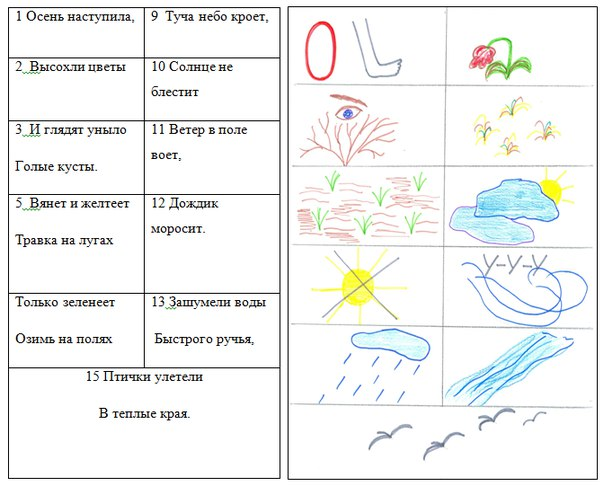 1 Осень наступила,
9 Туча небо кроет,
2 Высохли цветы
10 Солнце не
блестит
3 И глядят уныло
Голые кусты.
11 Ветер в поле
воет,
5 Вянет и желтеет
Травка на лугах
12 Дождик
моросит.
Только зеленеет
Озимь на полях
13 Зашумели воды
Быстрого ручья,
15 Птички улетели
В теплые края.
О
У-У-У